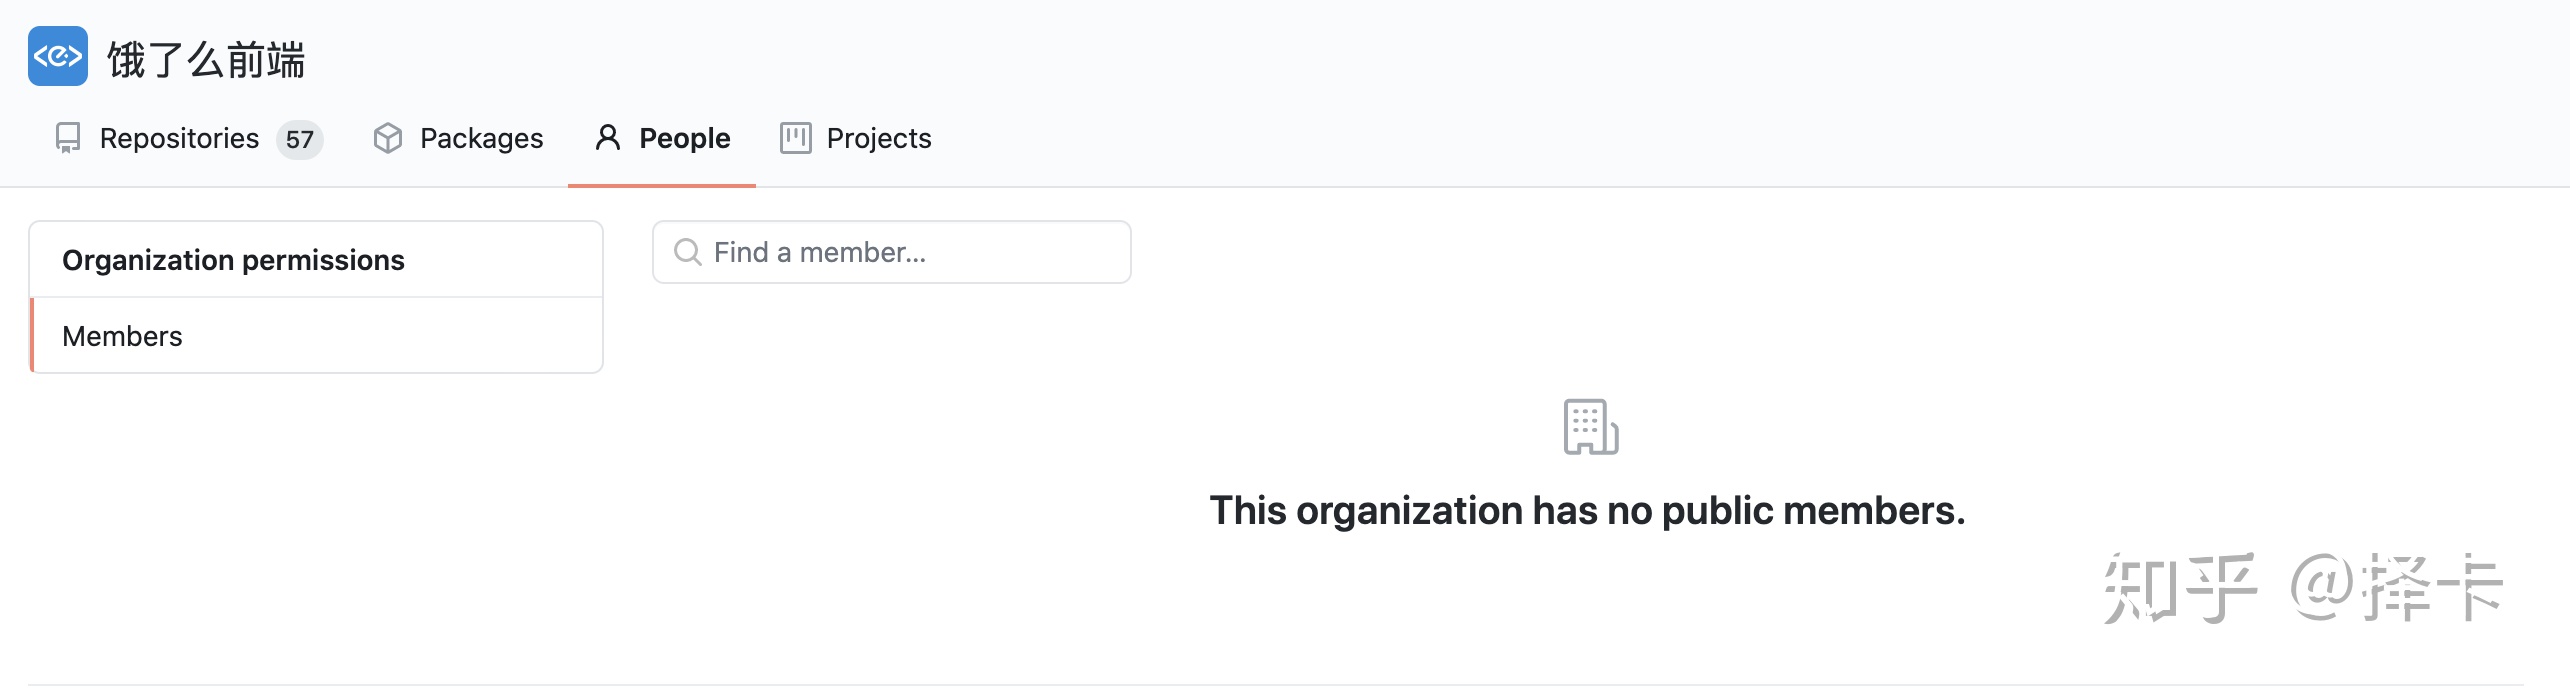 <e> 饿了么前端
Repositories 57 Packages People Projects
Organization permissions
Find a member...
Members
This organization has no public members.
知乎 @择卡